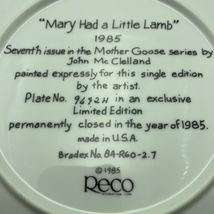 "Mary Had a Little Lamb"
1985
Seventh issue in the Mother Goose series by
John McClelland
painted expressly for this single edition
by the artist.
Plate No. 9692H in an exclusive
Limited Edition
permanently closed in the year of 1985.
made in U.S.A.
Bradex No. 84-R60-2.7
© 1985
Reco